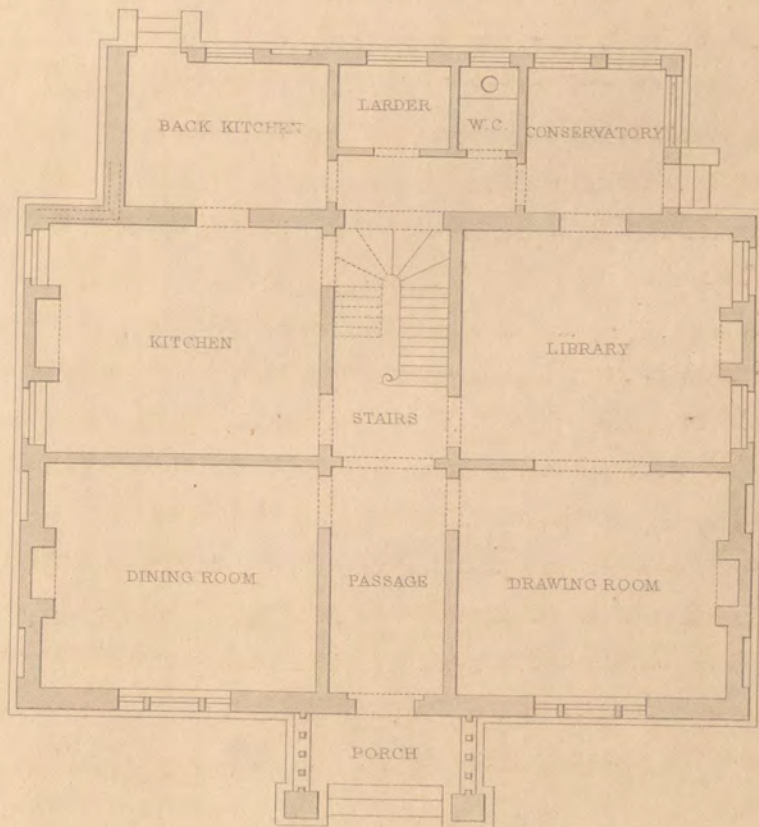 BACK KITCHEN
LARDER
W.C.
CONSERVATORY
KITCHEN
LIBRARY
STAIRS
DINING ROOM
PASSAGE
DRAWING ROOM
PORCH